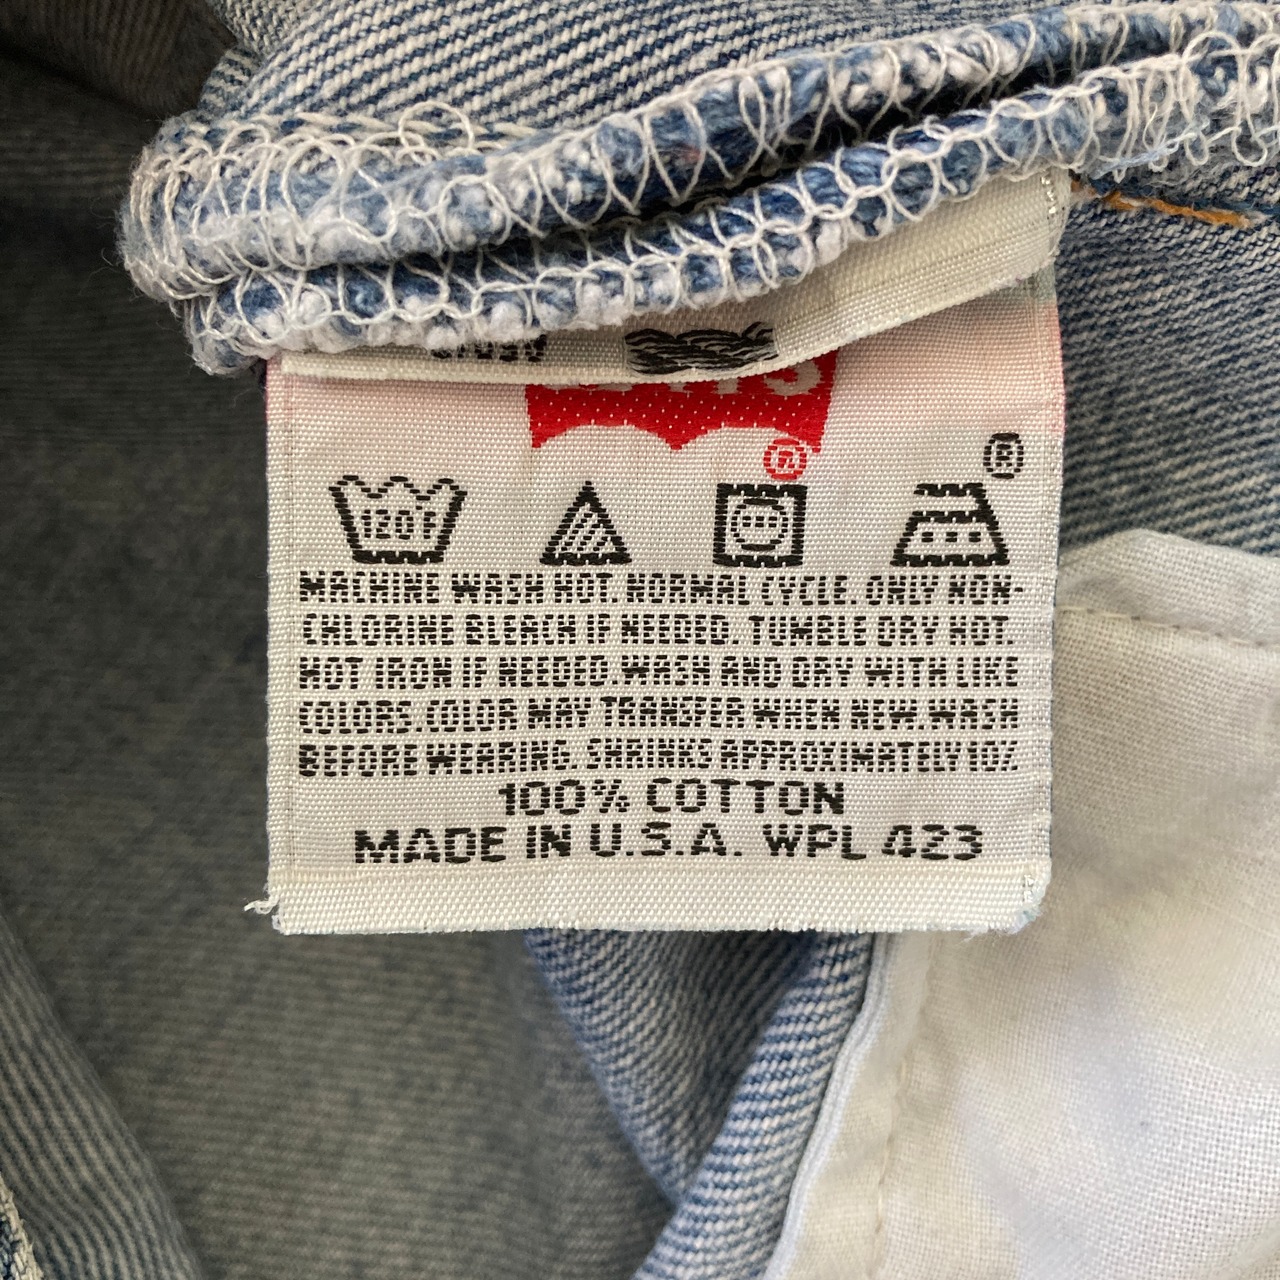 ®
®
120°F
MACHINE WASH HOT. NORMAL CYCLE. ONLY NON-
CHLORINE BLEACH IF NEEDED. TUMBLE DRY HOT.
HOT IRON IF NEEDED. WASH AND DRY WITH LIKE
COLORS. COLOR MAY TRANSFER WHEN NEW. WASH
BEFORE WEARING. SHRINKS APPROXIMATELY 10%
100% COTTON
MADE IN U.S.A. WPL 423